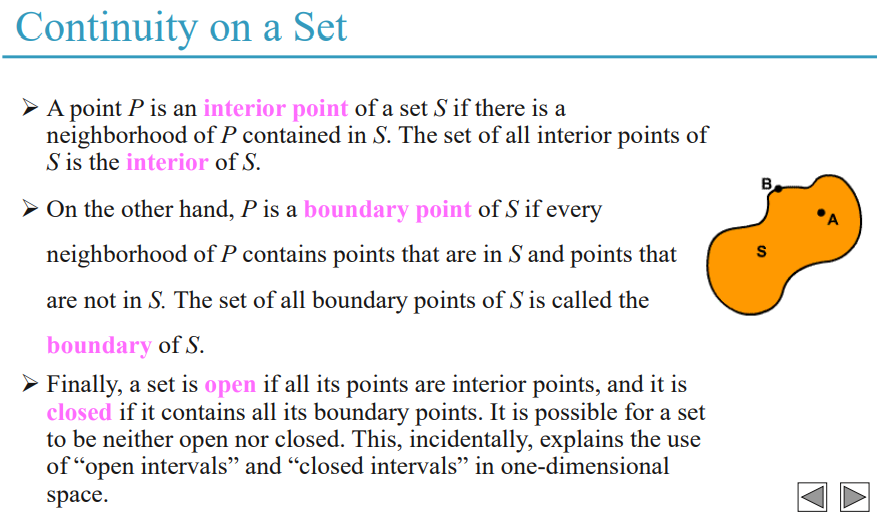 Continuity on a Set
➢ A point P is an interior point of a set S if there is a
neighborhood of P contained in S. The set of all interior points of
S is the interior of S.
➢ On the other hand, P is a boundary point of S if every
neighborhood of P contains points that are in S and points that
are not in S. The set of all boundary points of S is called the
boundary of S.
➢ Finally, a set is open if all its points are interior points, and it is
closed if it contains all its boundary points. It is possible for a set
to be neither open nor closed. This, incidentally, explains the use
of “open intervals” and “closed intervals” in one-dimensional
space.
B
A
S